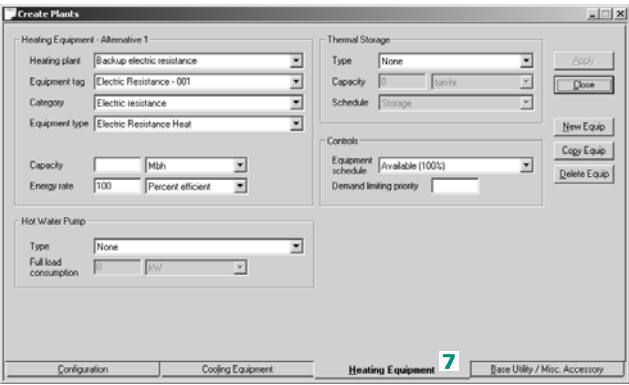 Create Plants
Heating Equipment - Alternative 1
Heating plant Backup electric resistance
Equipment tag Electric Resistance - 001
Category Electric resistance
Equipment type Electric Resistance Heat
Capacity Mbh
Energy rate 100 Percent efficient
Hot Water Pump
Type None
Full load
consumption 0 kW
Thermal Storage
Type None
Capacity 0 ton-hr
Schedule Storage
Controls
Equipment
schedule Available (100%)
Demand limiting priority
Apply
Close
New Equip
Copy Equip
Delete Equip
Configuration
Cooling Equipment
Heating Equipment 7
Base Utility / Misc. Accessory